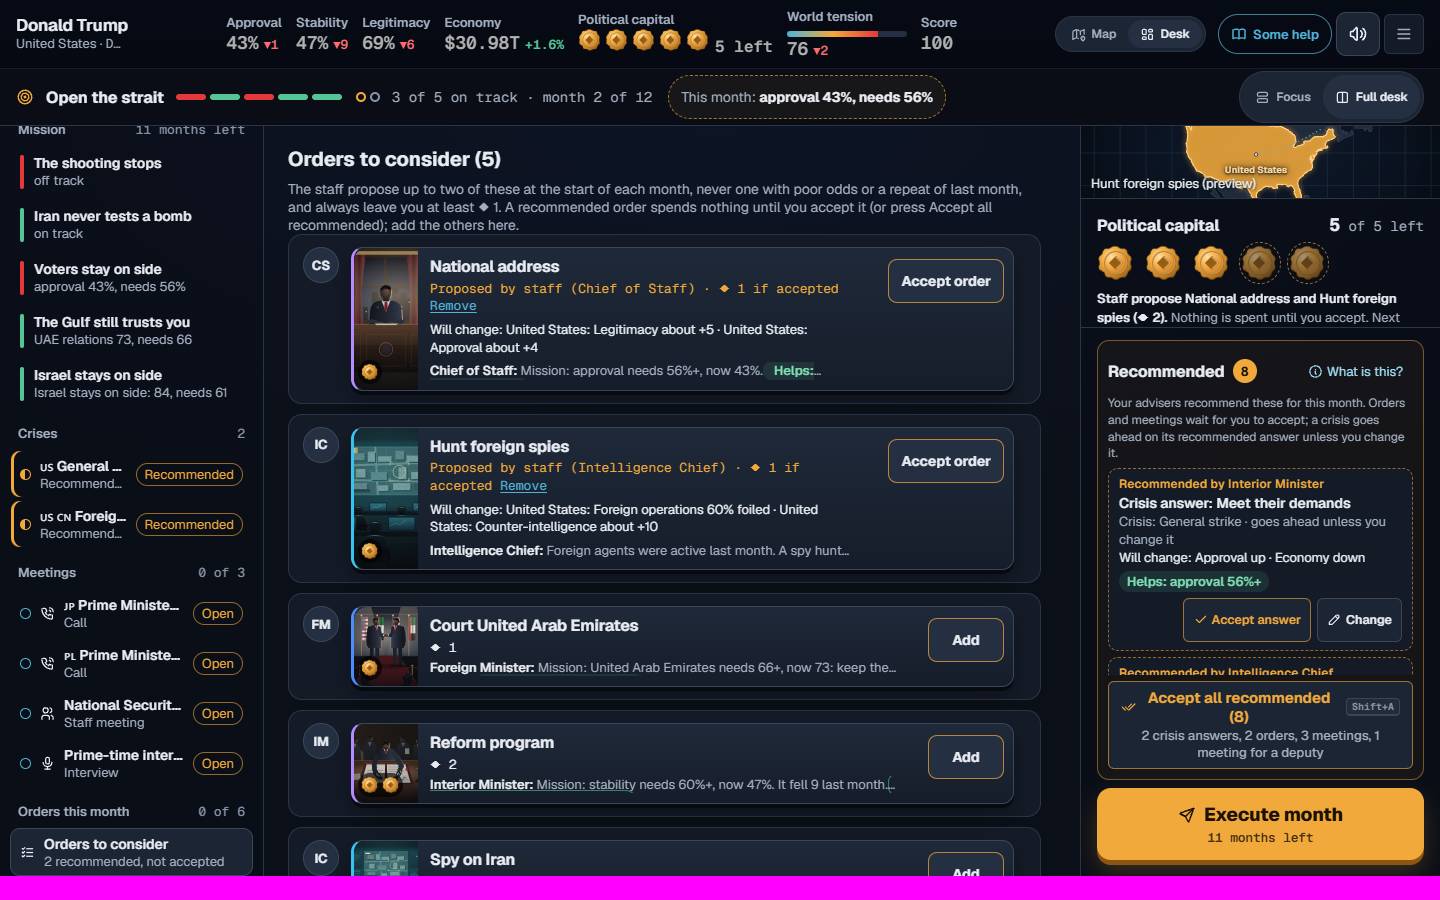 Donald Trump
United States · D...
Approval
43% ▾1
Stability
47% ▾9
Legitimacy
69% ▾6
Economy
$30.98T +1.6%
Political capital
5 left
World tension
76 ▾2
Score
100
Map
Desk
Some help
Open the strait
3 of 5 on track · month 2 of 12
This month: approval 43%, needs 56%
Focus
Full desk
Mission
11 months left
The shooting stops
off track
Iran never tests a bomb
on track
Voters stay on side
approval 43%, needs 56%
The Gulf still trusts you
UAE relations 73, needs 66
Israel stays on side
Israel stays on side: 84, needs 61
Crises
2
US General ...
Recommend...
Recommended
US CN Foreig...
Recommend...
Recommended
Meetings
0 of 3
JP Prime Ministe...
Call
Open
PL Prime Ministe...
Call
Open
National Securit...
Staff meeting
Open
Prime-time inter...
Interview
Open
Orders this month
0 of 6
Orders to consider
2 recommended, not accepted
Orders to consider (5)
The staff propose up to two of these at the start of each month, never one with poor odds or a repeat of last month,
and always leave you at least ◆ 1. A recommended order spends nothing until you accept it (or press Accept all
recommended); add the others here.
CS
National address
Proposed by staff (Chief of Staff) · ◆ 1 if accepted
Remove
Will change: United States: Legitimacy about +5 · United States:
Approval about +4
Chief of Staff: Mission: approval needs 56%+, now 43%. Helps:...
Accept order
IC
Hunt foreign spies
Proposed by staff (Intelligence Chief) · ◆ 1 if
accepted Remove
Will change: United States: Foreign operations 60% foiled · United
States: Counter-intelligence about +10
Intelligence Chief: Foreign agents were active last month. A spy hunt...
Accept order
FM
Court United Arab Emirates
◆ 1
Foreign Minister: Mission: United Arab Emirates needs 66+, now 73: keep the...
Add
IM
Reform program
◆ 2
Interior Minister: Mission: stability needs 60%+, now 47%. It fell 9 last month.(...
Add
IC
Spy on Iran
Add
United States
Hunt foreign spies (preview)
Political capital
5 of 5 left
Staff propose National address and Hunt foreign
spies (◆ 2). Nothing is spent until you accept. Next
Recommended 8
What is this?
Your advisers recommend these for this month. Orders
and meetings wait for you to accept; a crisis goes
ahead on its recommended answer unless you change
it.
Recommended by Interior Minister
Crisis answer: Meet their demands
Crisis: General strike · goes ahead unless you
change it
Will change: Approval up · Economy down
Helps: approval 56%+
Accept answer
Change
Recommended by Intelligence Chief
Accept all recommended
(8)
Shift+A
2 crisis answers, 2 orders, 3 meetings, 1
meeting for a deputy
Execute month
11 months left